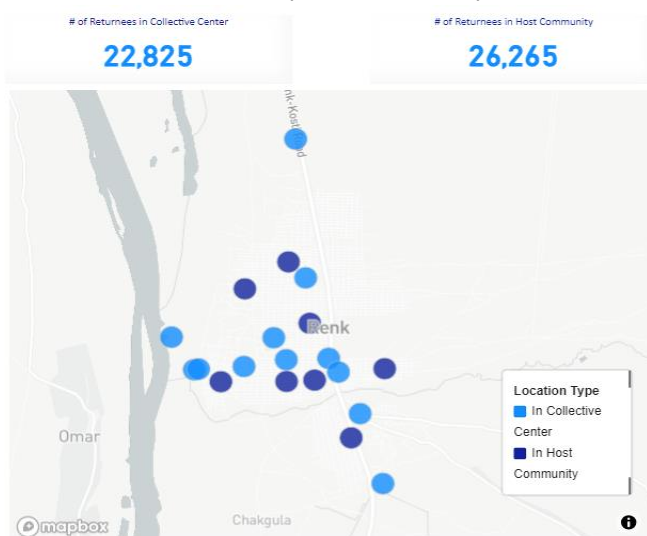 # of Returnees in Collective Center
# of Returnees in Host Community
22,825
26,265
Renk
Omar
Chakgula
Location Type
In Collective
Center
In Host
Community
mapbox